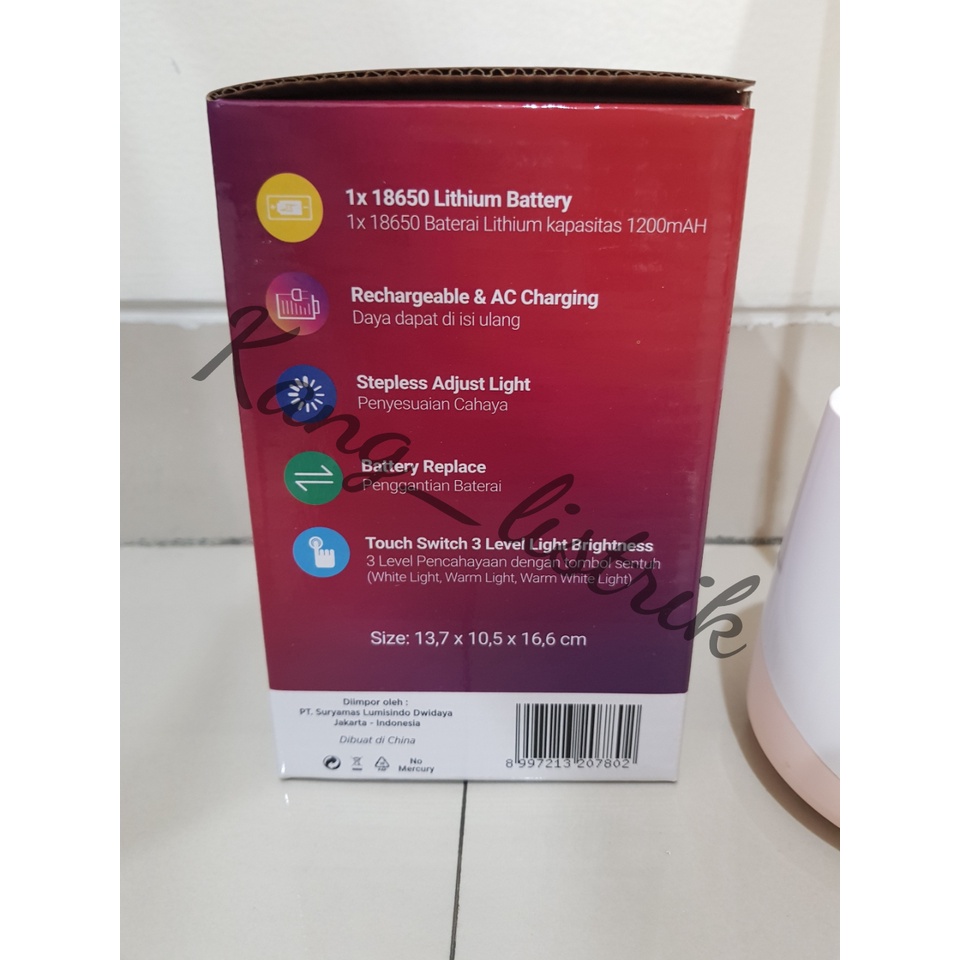 1x 18650 Lithium Battery
1x 18650 Baterai Lithium kapasitas 1200mAH
Rechargeable & AC Charging
Daya dapat di isi ulang
Stepless Adjust Light
Penyesuaian Cahaya
Battery Replace
Penggantian Baterai
Touch Switch 3 Level Light Brightness
3 Level Pencahayaan dengan tombol sentuh
(White Light, Warm Light, Warm White Light)
Size: 13,7 x 10,5 x 16,6 cm
Diimpor oleh :
PT. Suryamas Lumisindo Dwidaya
Jakarta - Indonesia
Dibuat di China
No
Mercury
8 997213 207802
Kang_listrik